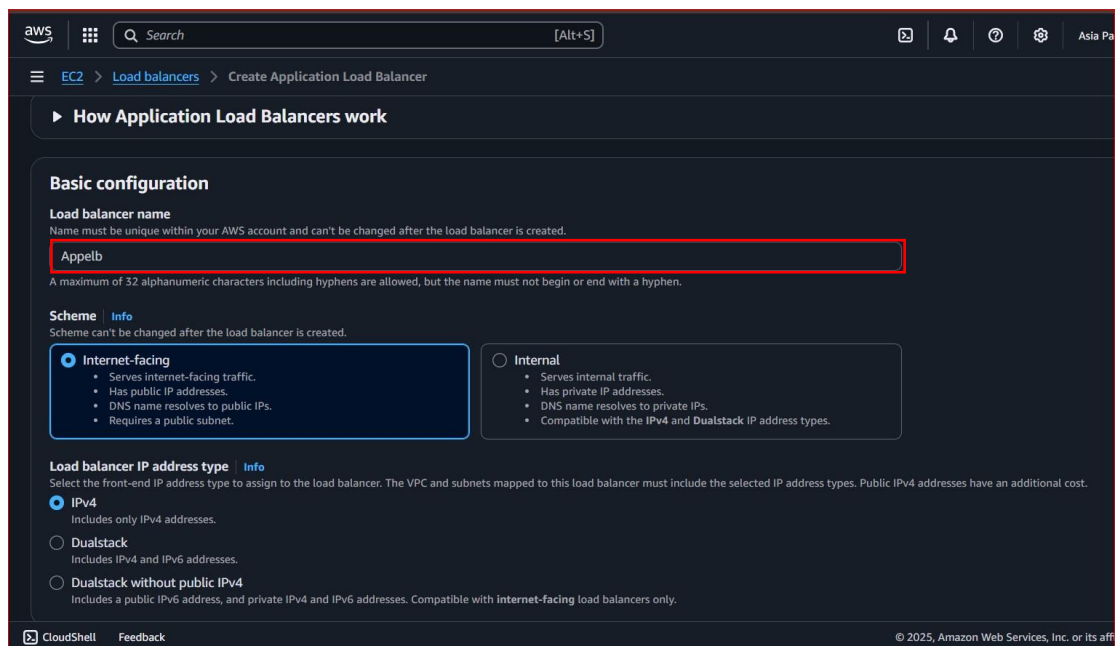 aws
Search [Alt+S]
Asia Pa
EC2 > Load balancers > Create Application Load Balancer
How Application Load Balancers work
Basic configuration
Load balancer name
Name must be unique within your AWS account and can't be changed after the load balancer is created.
Appelb
A maximum of 32 alphanumeric characters including hyphens are allowed, but the name must not begin or end with a hyphen.
Scheme Info
Scheme can't be changed after the load balancer is created.
Internet-facing
• Serves internet-facing traffic.
• Has public IP addresses.
• DNS name resolves to public IPs.
• Requires a public subnet.
Internal
• Serves internal traffic.
• Has private IP addresses.
• DNS name resolves to private IPs.
• Compatible with the IPv4 and Dualstack IP address types.
Load balancer IP address type Info
Select the front-end IP address type to assign to the load balancer. The VPC and subnets mapped to this load balancer must include the selected IP address types. Public IPv4 addresses have an additional cost.
IPv4
Includes only IPv4 addresses.
Dualstack
Includes IPv4 and IPv6 addresses.
Dualstack without public IPv4
Includes a public IPv6 address, and private IPv4 and IPv6 addresses. Compatible with internet-facing load balancers only.
CloudShell Feedback
© 2025, Amazon Web Services, Inc. or its aff